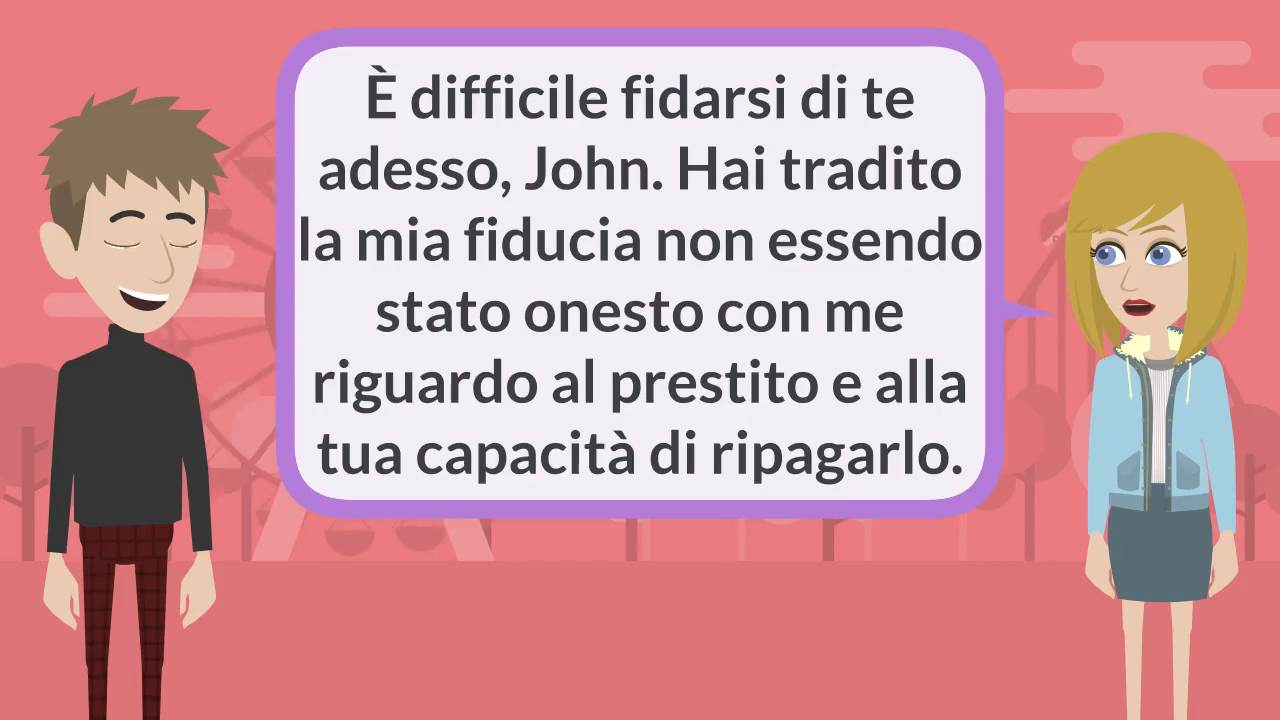 È difficile fidarsi di te
adesso, John. Hai tradito
la mia fiducia non essendo
stato onesto con me
riguardo al prestito e alla
tua capacità di ripagarlo.